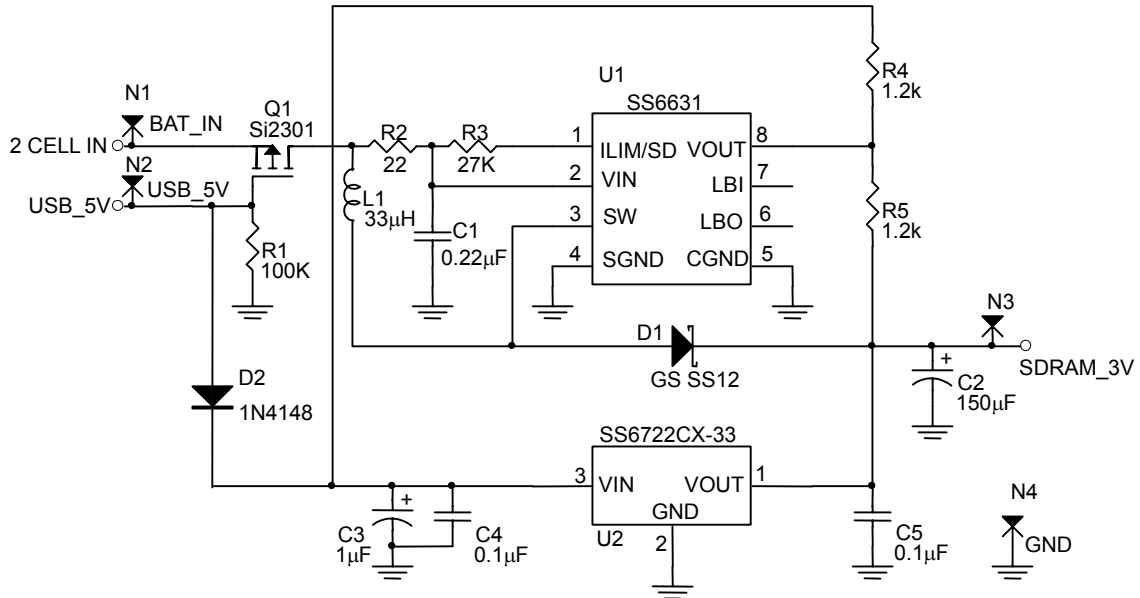 N1
BAT_IN
2 CELL IN
Q1
Si2301
N2
USB_5V
USB_5V
R1
100K
R2
22
R3
27K
L1
33μH
C1
0.22μF
U1
SS6631
1
ILIM/SD
VOUT
8
2
VIN
LBI
7
3
SW
LBO
6
4
SGND
CGND
5
R4
1.2k
R5
1.2k
D1
GS SS12
N3
SDRAM_3V
+
C2
150μF
D2
1N4148
SS6722CX-33
3
VIN
VOUT
1
GND
U2
2
+
C3
1μF
C4
0.1μF
C5
0.1μF
N4
GND